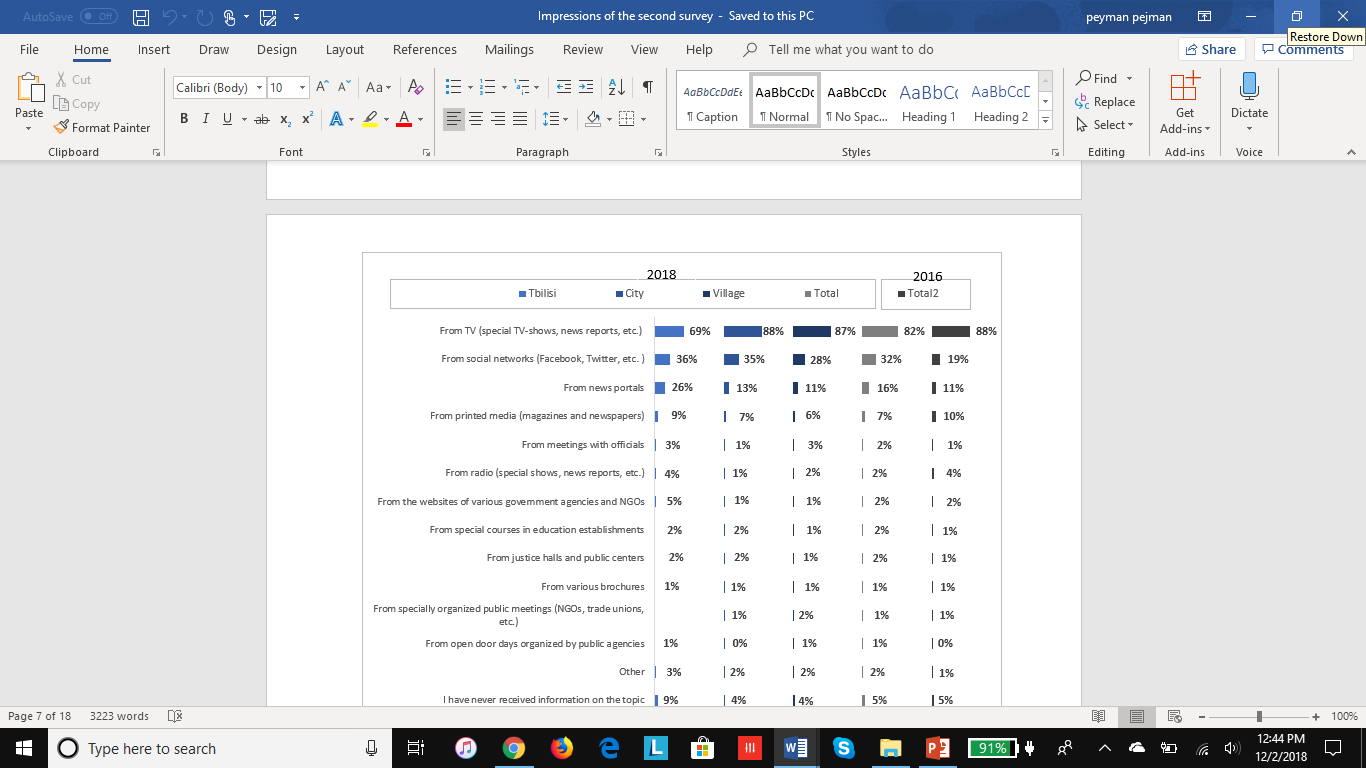 AutoSave Off
Impressions of the second survey - Saved to this PC
peyman pejman
Restore Down
File Home Insert Draw Design Layout References Mailings Review View Help Tell me what you want to do Share Comments
Paste
Cut
Copy
Format Painter
Clipboard
Calibri (Body) 10
Font
Paragraph
AaBbCcDdEe AaBbCcDc AaBbCcDc AaBbCc AaBbCcD
¶ Caption ¶ Normal ¶ No Spac... Heading 1 Heading 2
Styles
Find
Replace
Select
Editing
Get
Add-ins
Add-ins
Dictate
Voice
2018 2016
Tbilisi City Village Total Total2
From TV (special TV-shows, news reports, etc.) 69% 88% 87% 82% 88%
From social networks (Facebook, Twitter, etc. ) 36% 35% 28% 32% 19%
From news portals 26% 13% 11% 16% 11%
From printed media (magazines and newspapers) 9% 7% 6% 7% 10%
From meetings with officials 3% 1% 3% 2% 1%
From radio (special shows, news reports, etc.) 4% 1% 2% 2% 4%
From the websites of various government agencies and NGOs 5% 1% 1% 2% 2%
From special courses in education establishments 2% 2% 1% 2% 1%
From justice halls and public centers 2% 2% 1% 2% 1%
From various brochures 1% 1% 1% 1% 1%
From specially organized public meetings (NGOs, trade unions,
etc.) 1% 2% 1% 1%
From open door days organized by public agencies 1% 0% 1% 1% 0%
Other 3% 2% 2% 2% 1%
I have never received information on the topic 9% 4% 4% 5% 5%
Page 7 of 18 3223 words 100%
Type here to search
91%
12:44 PM
12/2/2018